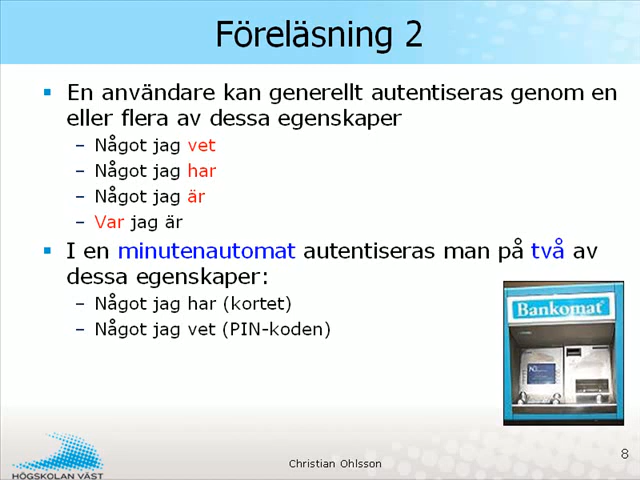 Föreläsning 2
En användare kan generellt autentiseras genom en
eller flera av dessa egenskaper
– Något jag vet
– Något jag har
– Något jag är
– Var jag är
I en minutenautomat autentiseras man på två av
dessa egenskaper:
– Något jag har (kortet)
– Något jag vet (PIN-koden)
Bankomat
HÖGSKOLAN VÄST
Christian Ohlsson
8